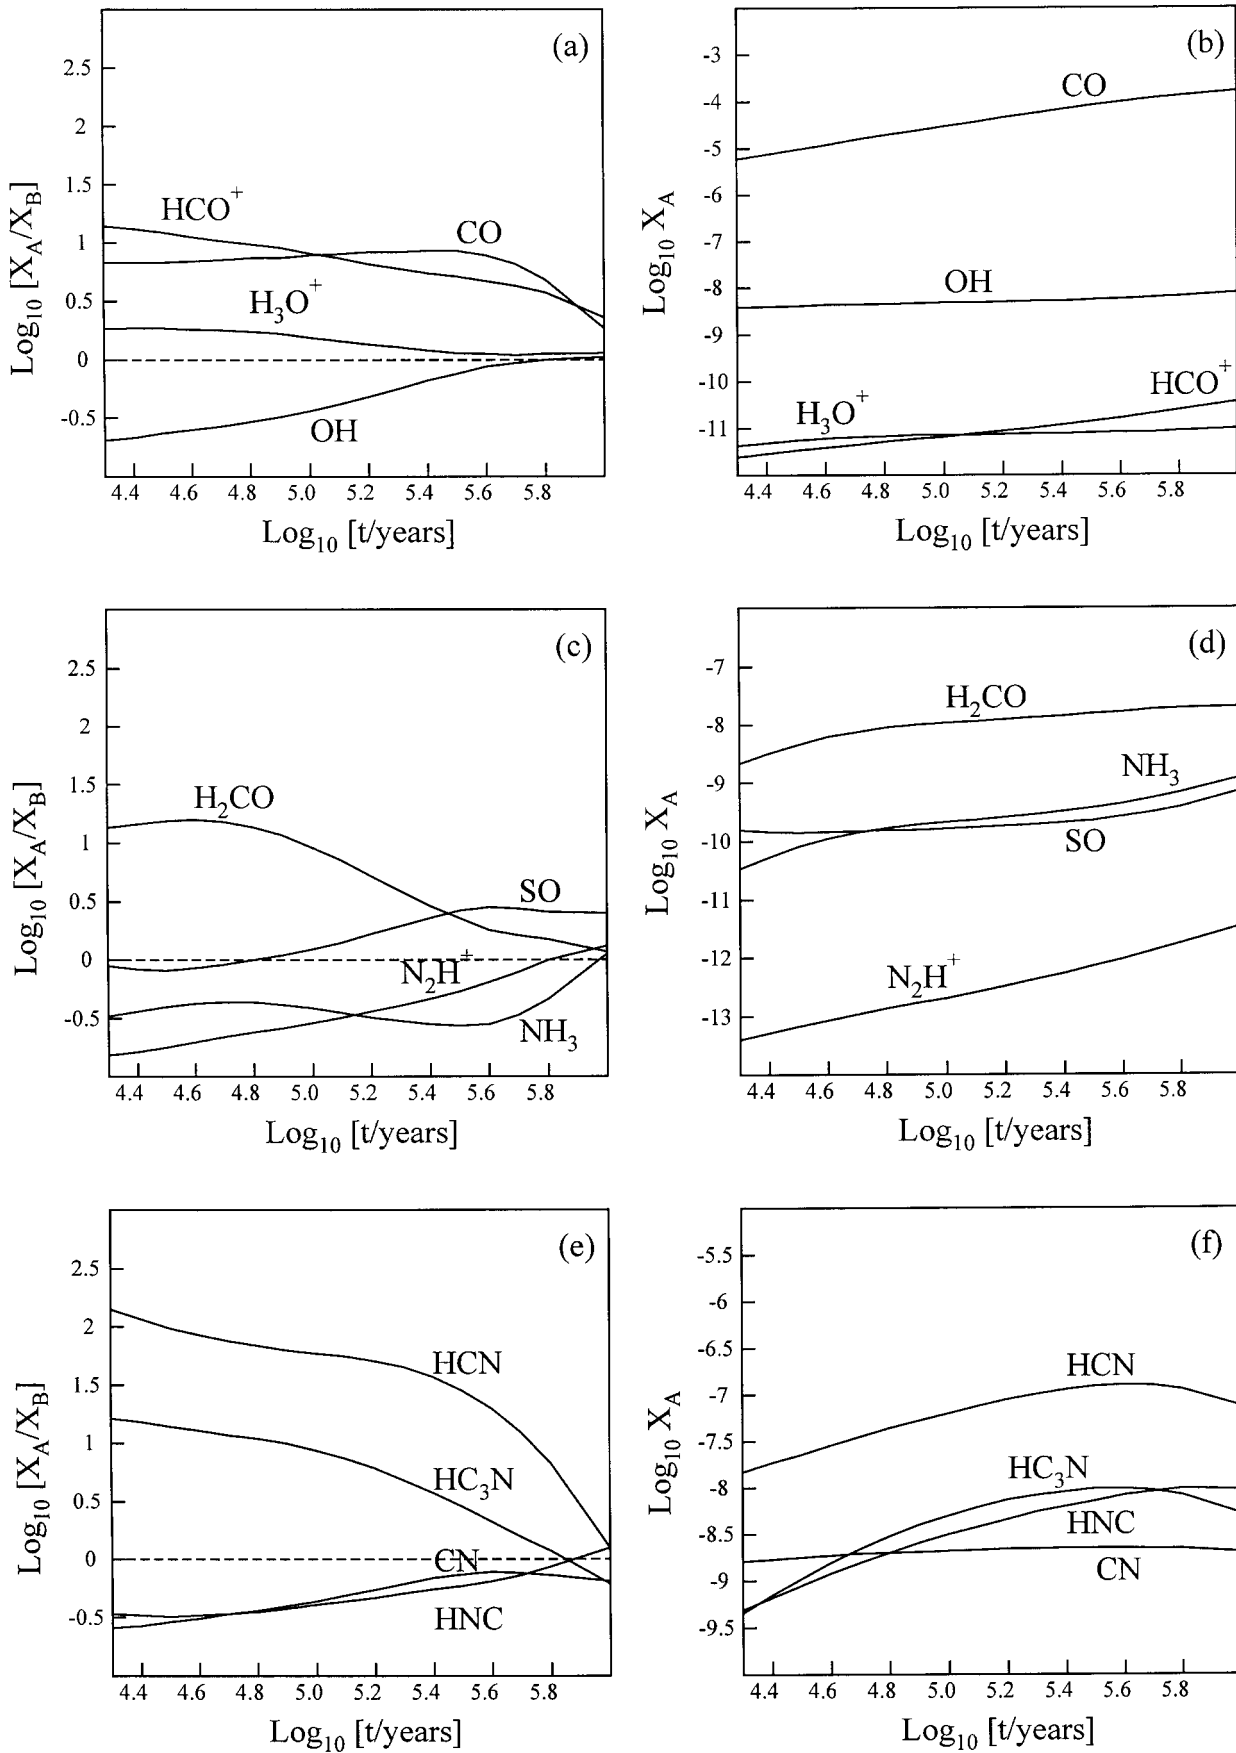 (a)
2.5
2
1.5
1
0.5
0
-0.5
HCO+
CO
H3O+
OH
4.4 4.6 4.8 5.0 5.2 5.4 5.6 5.8
Log10 [t/years]
Log10 [XA/XB]
(b)
-3
-4
-5
-6
-7
-8
-9
-10
-11
CO
OH
HCO+
H3O+
4.4 4.6 4.8 5.0 5.2 5.4 5.6 5.8
Log10 [t/years]
Log10 XA
(c)
2.5
2
1.5
1
0.5
0
-0.5
H2CO
SO
N2H+
NH3
4.4 4.6 4.8 5.0 5.2 5.4 5.6 5.8
Log10 [t/years]
Log10 [XA/XB]
(d)
-7
-8
-9
-10
-11
-12
-13
H2CO
NH3
SO
N2H+
4.4 4.6 4.8 5.0 5.2 5.4 5.6 5.8
Log10 [t/years]
Log10 XA
(e)
2.5
2
1.5
1
0.5
0
-0.5
HCN
HC3N
CN
HNC
4.4 4.6 4.8 5.0 5.2 5.4 5.6 5.8
Log10 [t/years]
Log10 [XA/XB]
(f)
-5.5
-6
-6.5
-7
-7.5
-8
-8.5
-9
-9.5
HCN
HC3N
HNC
CN
4.4 4.6 4.8 5.0 5.2 5.4 5.6 5.8
Log10 [t/years]
Log10 XA